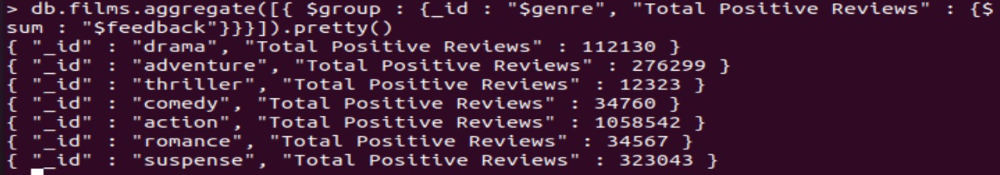 > db.films.aggregate([{ $group : {_id : "$genre", "Total Positive Reviews" : {$
sum : "$feedback"}}}]).pretty()
{ "_id" : "drama", "Total Positive Reviews" : 112130 }
{ "_id" : "adventure", "Total Positive Reviews" : 276299 }
{ "_id" : "thriller", "Total Positive Reviews" : 12323 }
{ "_id" : "comedy", "Total Positive Reviews" : 34760 }
{ "_id" : "action", "Total Positive Reviews" : 1058542 }
{ "_id" : "romance", "Total Positive Reviews" : 34567 }
{ "_id" : "suspense", "Total Positive Reviews" : 323043 }